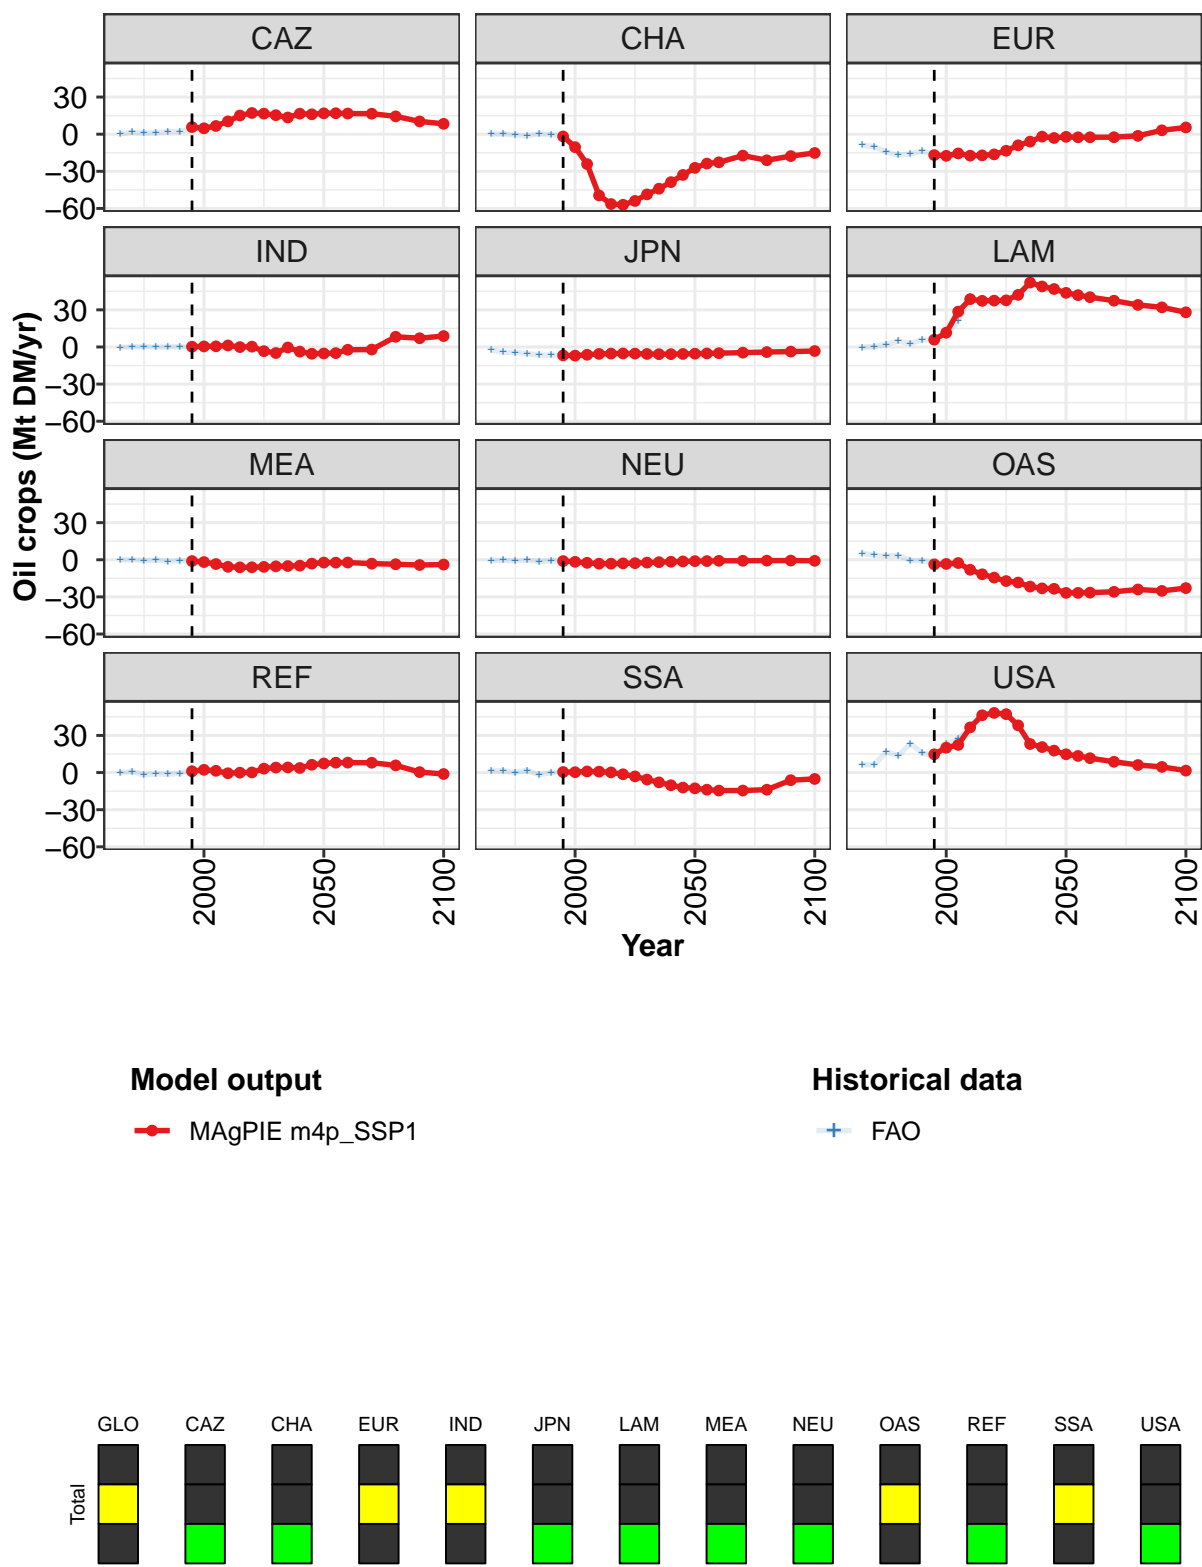 CAZ CHA EUR
30
0
−30
−60
IND JPN LAM
30
0
−30
−60
MEA NEU OAS
30
0
−30
−60
REF SSA USA
30
0
−30
−60
Oil crops (Mt DM/yr)
2000 2050 2100 2000 2050 2100 2000 2050 2100
Year
Model output Historical data
MAgPIE m4p_SSP1 FAO
GLO CAZ CHA EUR IND JPN LAM MEA NEU OAS REF SSA USA
Total